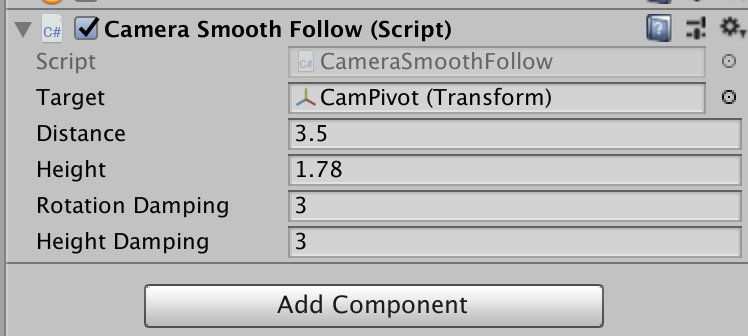 C# Camera Smooth Follow (Script)
Script C# CameraSmoothFollow
Target CamPivot (Transform)
Distance 3.5
Height 1.78
Rotation Damping 3
Height Damping 3
Add Component